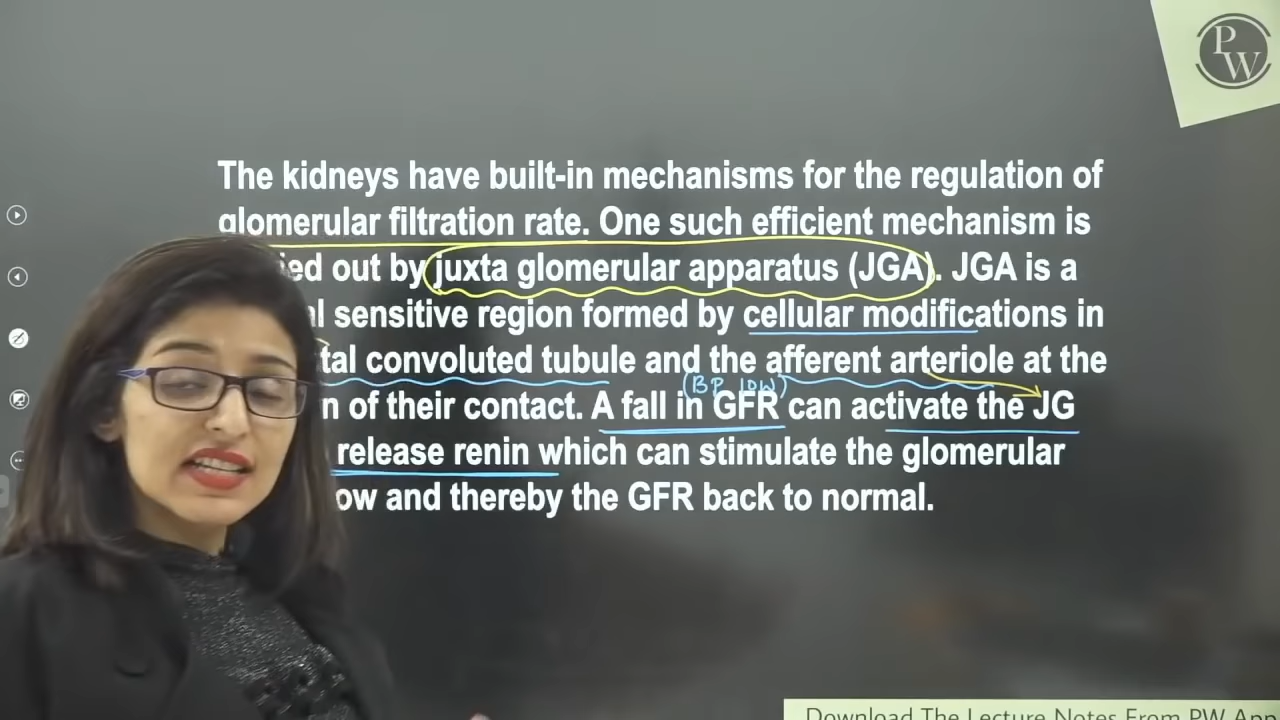 PW
The kidneys have built-in mechanisms for the regulation of
glomerular filtration rate. One such efficient mechanism is
ied out by juxta glomerular apparatus (JGA). JGA is a
l sensitive region formed by cellular modifications in
tal convoluted tubule and the afferent arteriole at the
(BP low)
n of their contact. A fall in GFR can activate the JG
release renin which can stimulate the glomerular
ow and thereby the GFR back to normal.
Download The Lecture Notes From PW App